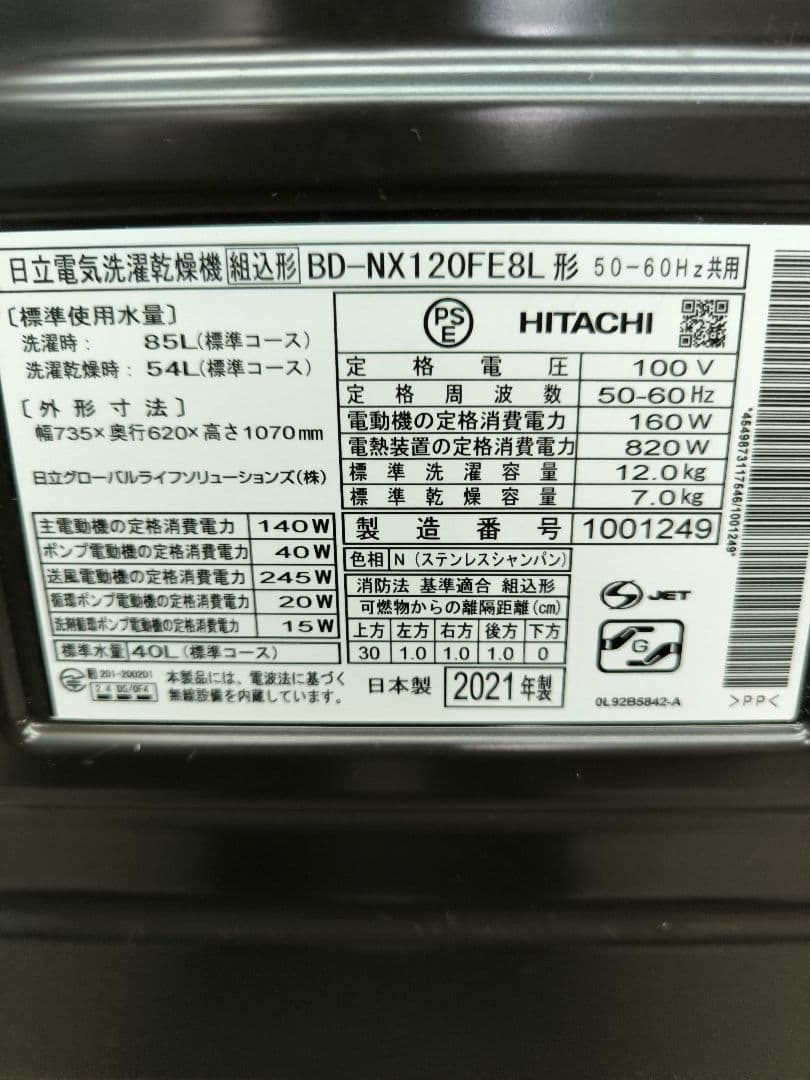 日立電気洗濯乾燥機 組込形 BD-NX120FE8L 形 50-60Hz共用
〔標準使用水量〕
洗濯時： 85L(標準コース)
洗濯乾燥時： 54L(標準コース)
〔外形寸法〕
幅735×奥行620×高さ1070mm
日立グローバルライフソリューションズ(株)
主電動機の定格消費電力 140W
ポンプ電動機の定格消費電力 40W
送風電動機の定格消費電力 245W
循環ポンプ電動機の定格消費電力 20W
洗剤循環ポンプ電動機の定格消費電力 15W
標準水量 40L(標準コース)
201-200201
2.4 DS/OF4
本製品には、電波法に基づく
無線設備を内蔵しています。
PS E HITACHI
定格電圧 100V
定格周波数 50-60Hz
電動機の定格消費電力 160W
電熱装置の定格消費電力 820W
標準洗濯容量 12.0kg
標準乾燥容量 7.0kg
製造番号 1001249
色相 N (ステンレスシャンパン)
消防法 基準適合 組込形
可燃物からの離隔距離(cm)
上方 左方 右方 後方 下方
30 1.0 1.0 1.0 0
日本製 2021年製
S JET
G
0L92B5842-A
>PP<
*4549873117546/1001249*